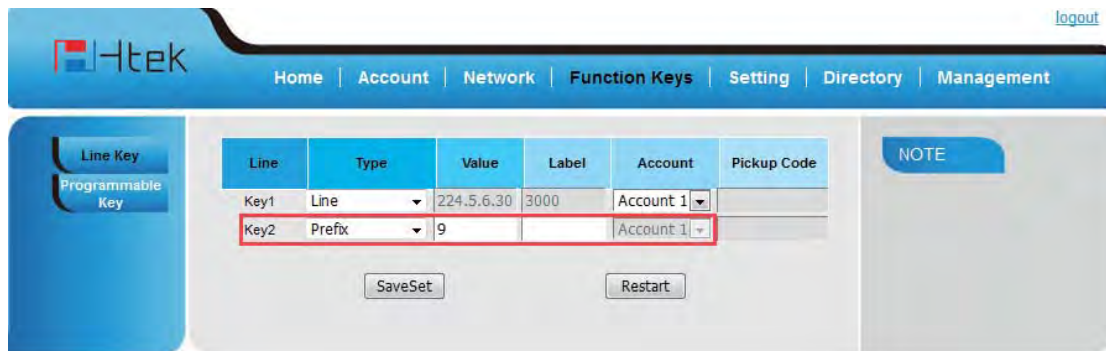 logout
Htek
Home | Account | Network | Function Keys | Setting | Directory | Management
Line Key
Programmable Key
Line Type Value Label Account Pickup Code
Key1 Line 224.5.6.30 3000 Account 1
Key2 Prefix 9 Account 1
SaveSet Restart
NOTE